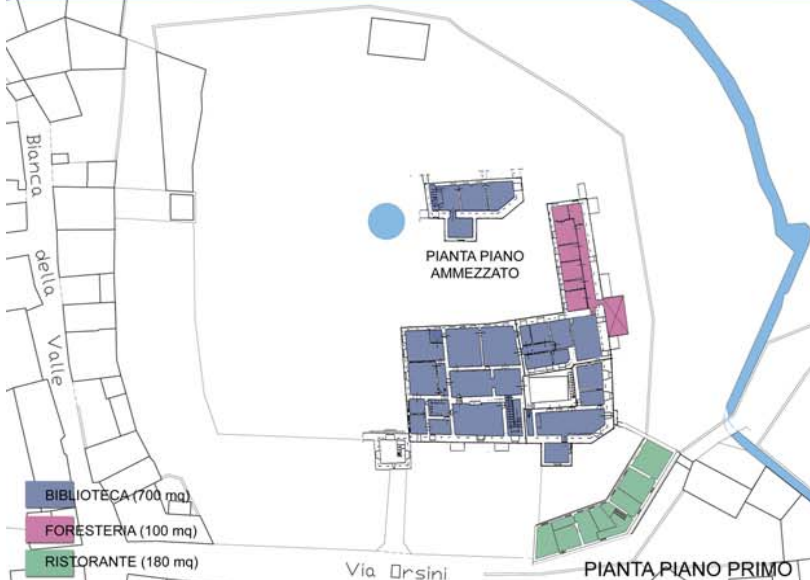 Bianca
della
Valle
PIANTA PIANO
AMMEZZATO
BIBLIOTECA (700 mq)
FORESTERIA (100 mq)
RISTORANTE (180 mq)
Via Orsini
PIANTA PIANO PRIMO